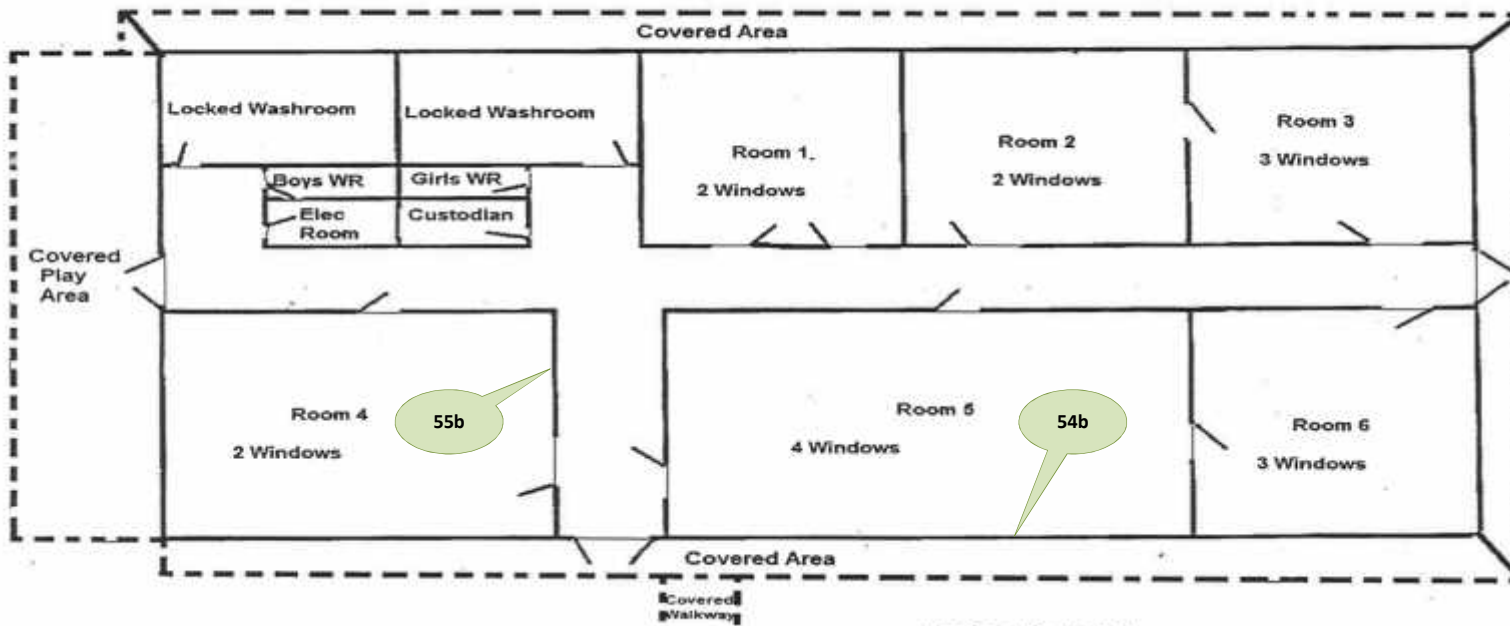 Covered Area
Locked Washroom
Locked Washroom
Room 1.
2 Windows
Room 2
2 Windows
Room 3
3 Windows
Boys WR
Girls WR
Elec
Room
Custodian
Covered
Play
Area
Room 4
2 Windows
55b
Room 5
4 Windows
54b
Room 6
3 Windows
Covered Area
Covered
Walkway